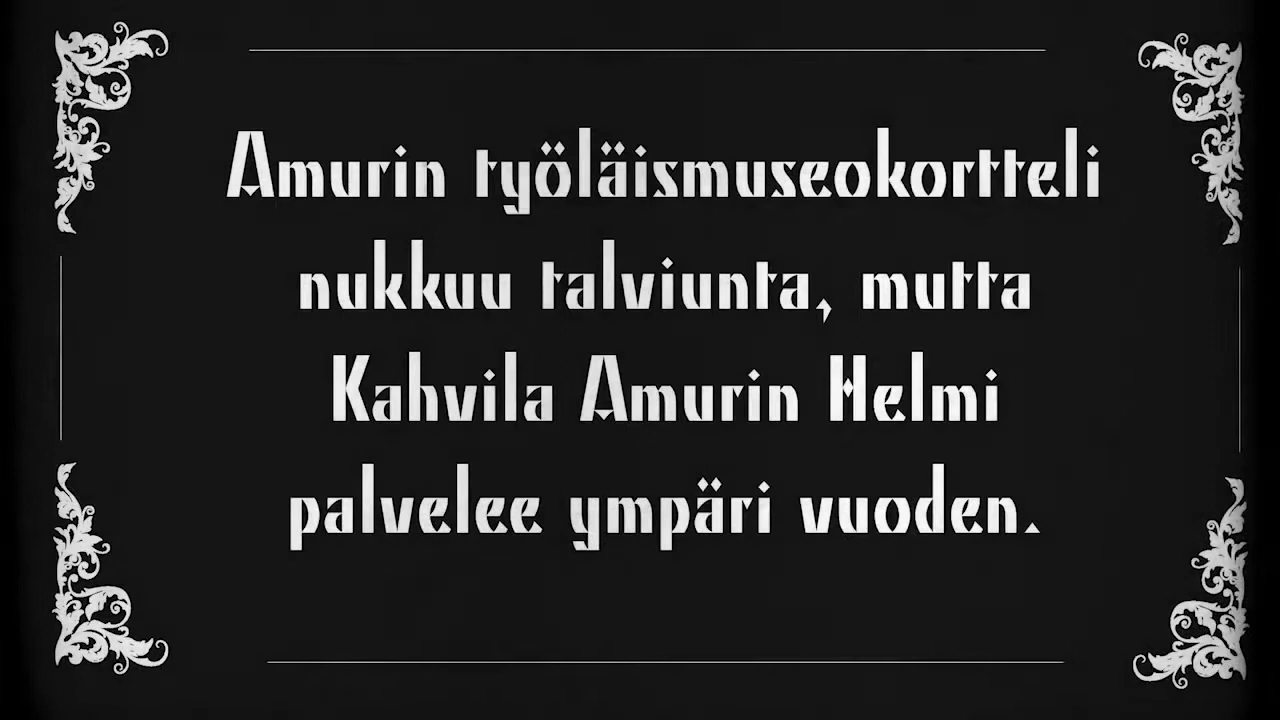 Amurin työläismuseokortteli
nukkuu talviunta, mutta
Kahvila Amurin Helmi
palvelee ympäri vuoden.